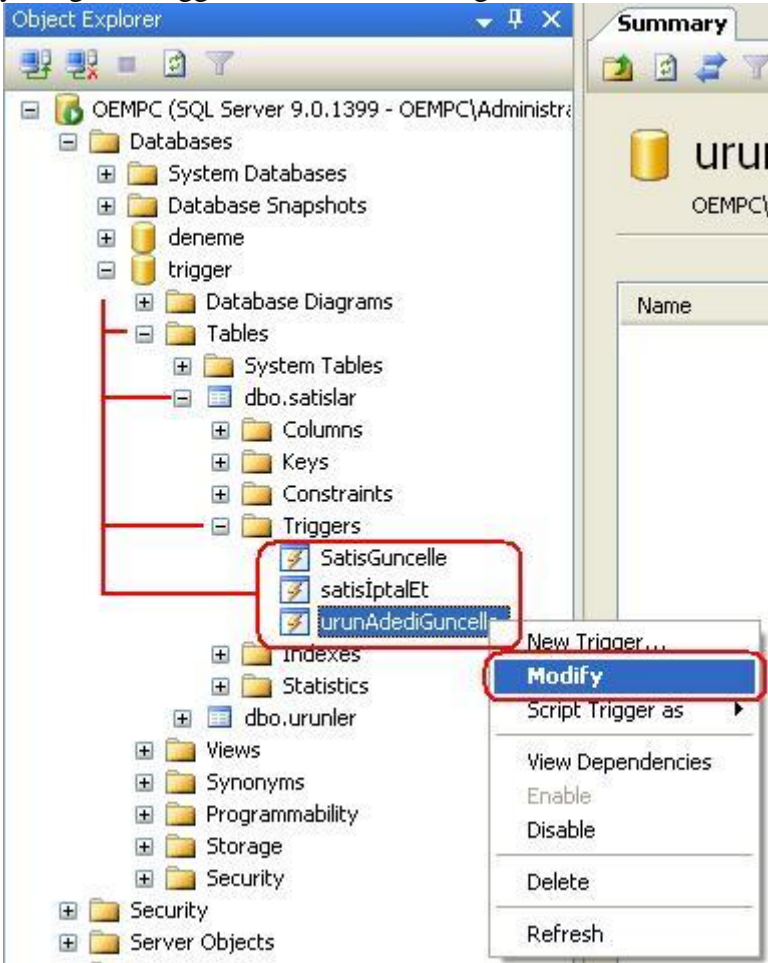 Object Explorer
Summary
OEMPC (SQL Server 9.0.1399 - OEMPC\Administra
Databases
System Databases
Database Snapshots
OEMPC\
deneme
trigger
Database Diagrams
Name
Tables
System Tables
dbo.satislar
Columns
Keys
Constraints
Triggers
SatisGuncelle
satisİptalEt
urunAdediGuncelle
New Trigger...
Indexes
Modify
Statistics
Script Trigger as
dbo.urunler
Views
View Dependencies
Synonyms
Enable
Programmability
Disable
Storage
Security
Delete
Security
Refresh
Server Objects